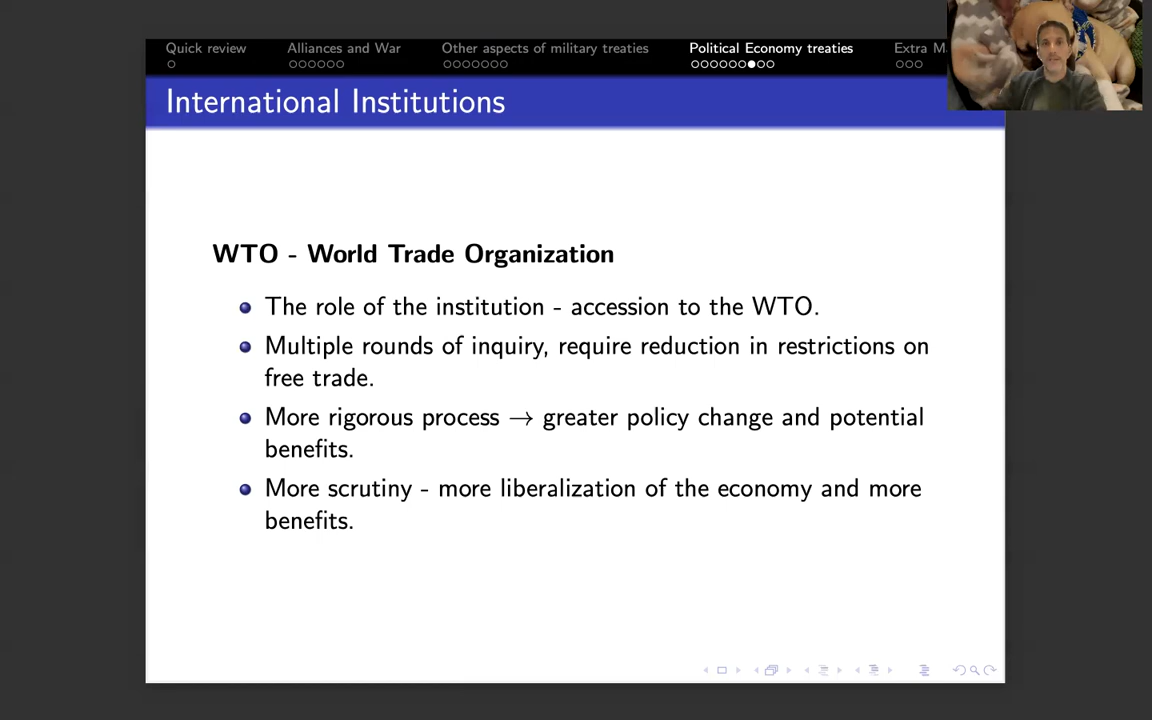 Quick review
Alliances and War
Other aspects of military treaties
Political Economy treaties
Extra M
International Institutions
WTO - World Trade Organization
The role of the institution - accession to the WTO.
Multiple rounds of inquiry, require reduction in restrictions on
free trade.
More rigorous process → greater policy change and potential
benefits.
More scrutiny - more liberalization of the economy and more
benefits.